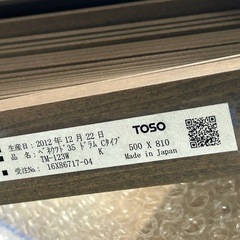 生産日：2012年12月22日
品 名：ﾍﾞﾈｳｯﾄﾞ35 ﾄﾞﾗﾑ Cﾀｲﾌﾟ
TM-123W K
受注No.：16X86717-04
TOSO
500 X 810
Made in Japan